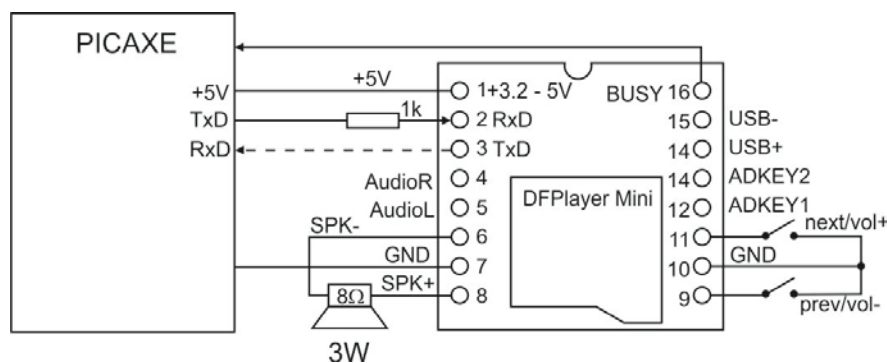 PICAXE
+5V
+5V
1 +3.2 - 5V
BUSY 16
TxD
1k
2 RxD
15 USB-
RxD
3 TxD
14 USB+
AudioR
4
14 ADKEY2
AudioL
5
DFPlayer Mini
12 ADKEY1
SPK-
6
11
next/vol+
GND
7
10
GND
8Ω
SPK+
8
9
prev/vol-
3W